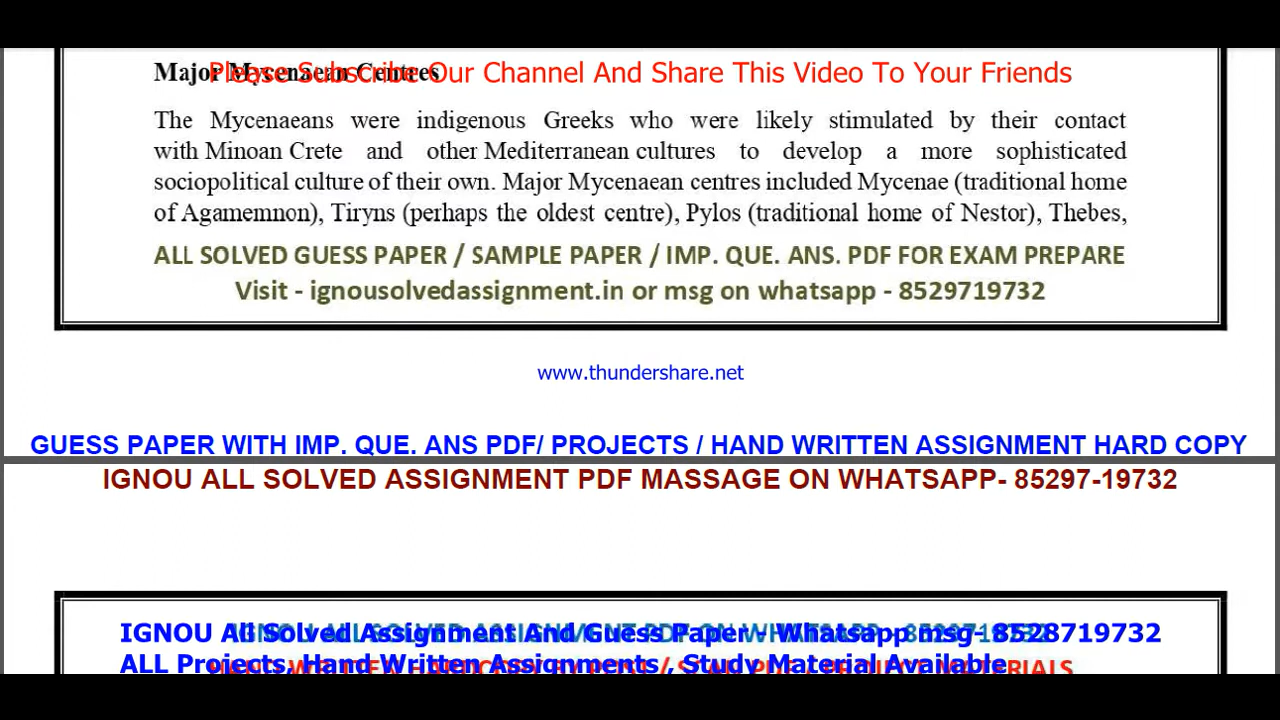 Major Mycenaean Centres
Please Subscribe Our Channel And Share This Video To Your Friends
The Mycenaeans were indigenous Greeks who were likely stimulated by their contact
with Minoan Crete and other Mediterranean cultures to develop a more sophisticated
sociopolitical culture of their own. Major Mycenaean centres included Mycenae (traditional home
of Agamemnon), Tiryns (perhaps the oldest centre), Pylos (traditional home of Nestor), Thebes,
ALL SOLVED GUESS PAPER / SAMPLE PAPER / IMP. QUE. ANS. PDF FOR EXAM PREPARE
Visit - ignousolvedassignment.in or msg on whatsapp - 8529719732
www.thundershare.net
GUESS PAPER WITH IMP. QUE. ANS PDF/ PROJECTS / HAND WRITTEN ASSIGNMENT HARD COPY
IGNOU ALL SOLVED ASSIGNMENT PDF MASSAGE ON WHATSAPP- 85297-19732
IGNOU All Solved Assignment And Guess Paper - Whatsapp msg- 8528719732
ALL Projects, Hand Written Assignments, Study Material Available